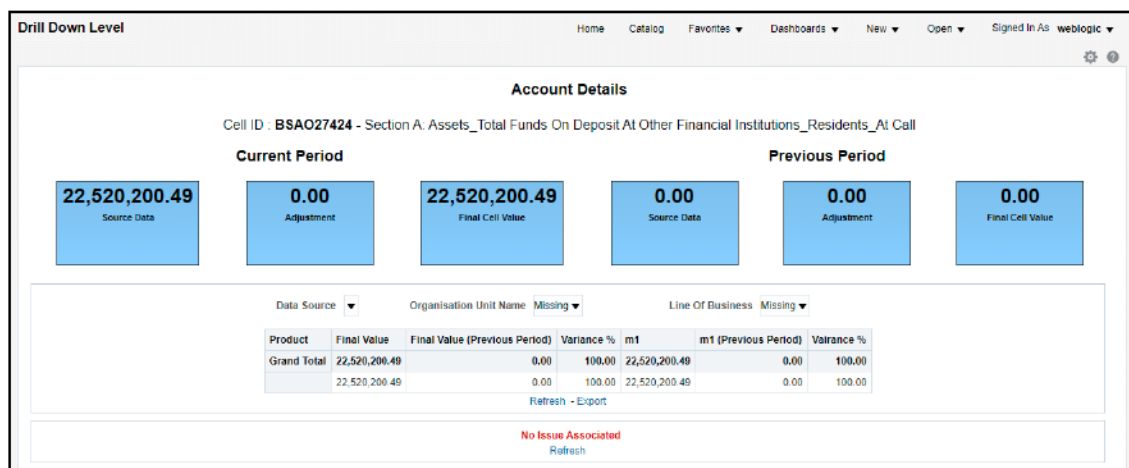 Drill Down Level Home Catalog Favorites Dashboards New Open Signed In As weblogic
Account Details
Cell ID : BSAO27424 - Section A: Assets_Total Funds On Deposit At Other Financial Institutions_Residents_At Call
Current Period Previous Period
22,520,200.49 0.00 22,520,200.49 0.00 0.00 0.00
Source Data Adjustment Final Cell Value Source Data Adjustment Final Cell Value
Data Source Organisation Unit Name Missing Line Of Business Missing
Product Final Value Final Value (Previous Period) Variance % m1 m1 (Previous Period) Vairance %
Grand Total 22,520,200.49 0.00 100.00 22,520,200.49 0.00 100.00
22,520,200.49 0.00 100.00 22,520,200.49 0.00 100.00
Refresh - Export
No Issue Associated
Refresh